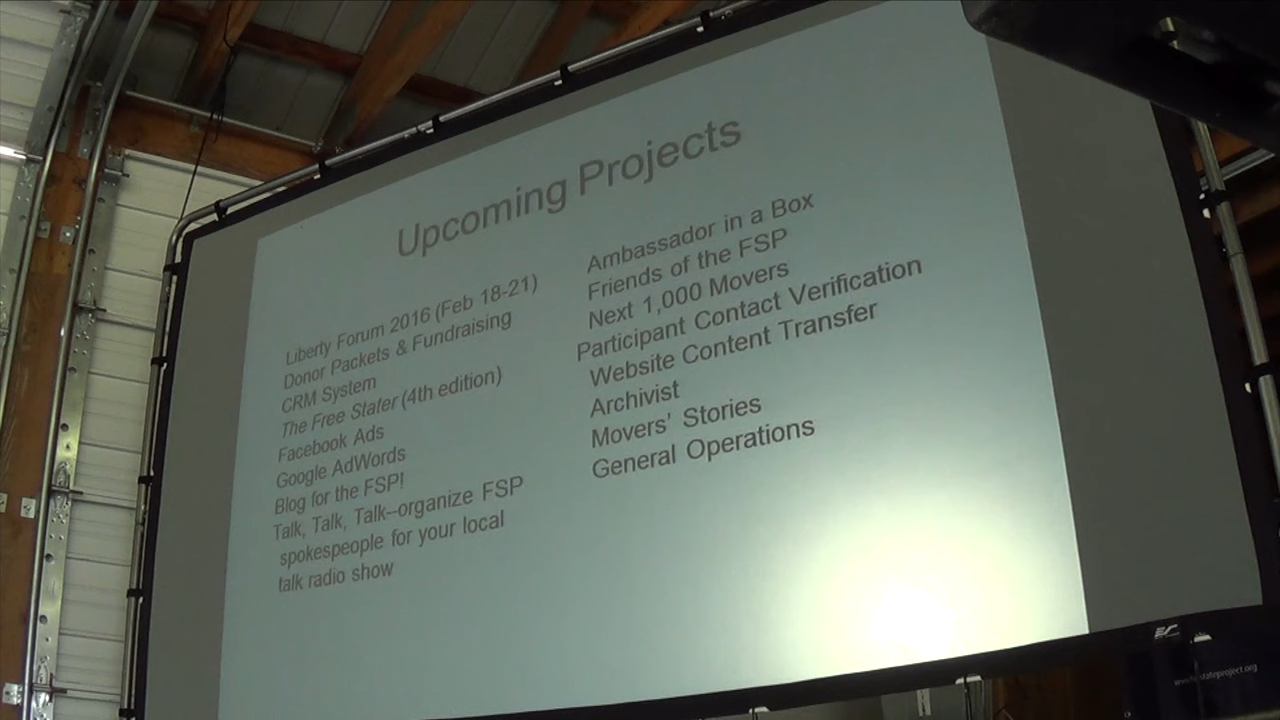 Upcoming Projects
Liberty Forum 2016 (Feb 18-21)
Donor Packets & Fundraising
CRM System
The Free Stater (4th edition)
Facebook Ads
Google AdWords
Blog for the FSP!
Talk, Talk, Talk--organize FSP
spokespeople for your local
talk radio show
Ambassador in a Box
Friends of the FSP
Next 1,000 Movers
Participant Contact Verification
Website Content Transfer
Archivist
Movers' Stories
General Operations
ES